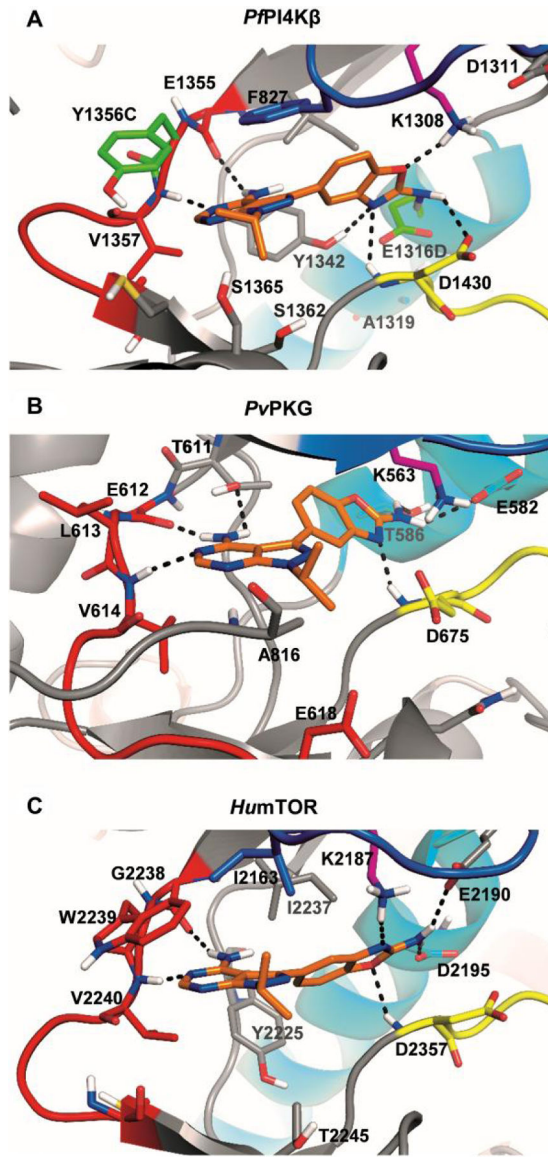 A PfPI4Kβ
E1355 F827 D1311
Y1356C K1308
V1357 Y1342 E1316D
S1365 D1430
S1362 A1319
B PvPKG
T611
E612 K563
L613 T586 E582
V614
A816 D675
E618
C HumTOR
G2238 I2163 K2187
W2239 I2237 E2190
V2240 D2195
Y2225 D2357
T2245